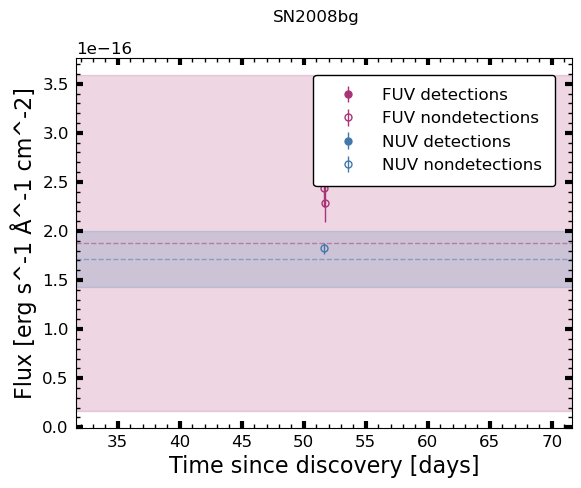 SN2008bg
1e−16
3.5
3.0
2.5
2.0
1.5
1.0
0.5
0.0
Flux [erg s^-1 Å^-1 cm^-2]
FUV detections
FUV nondetections
NUV detections
NUV nondetections
35 40 45 50 55 60 65 70
Time since discovery [days]